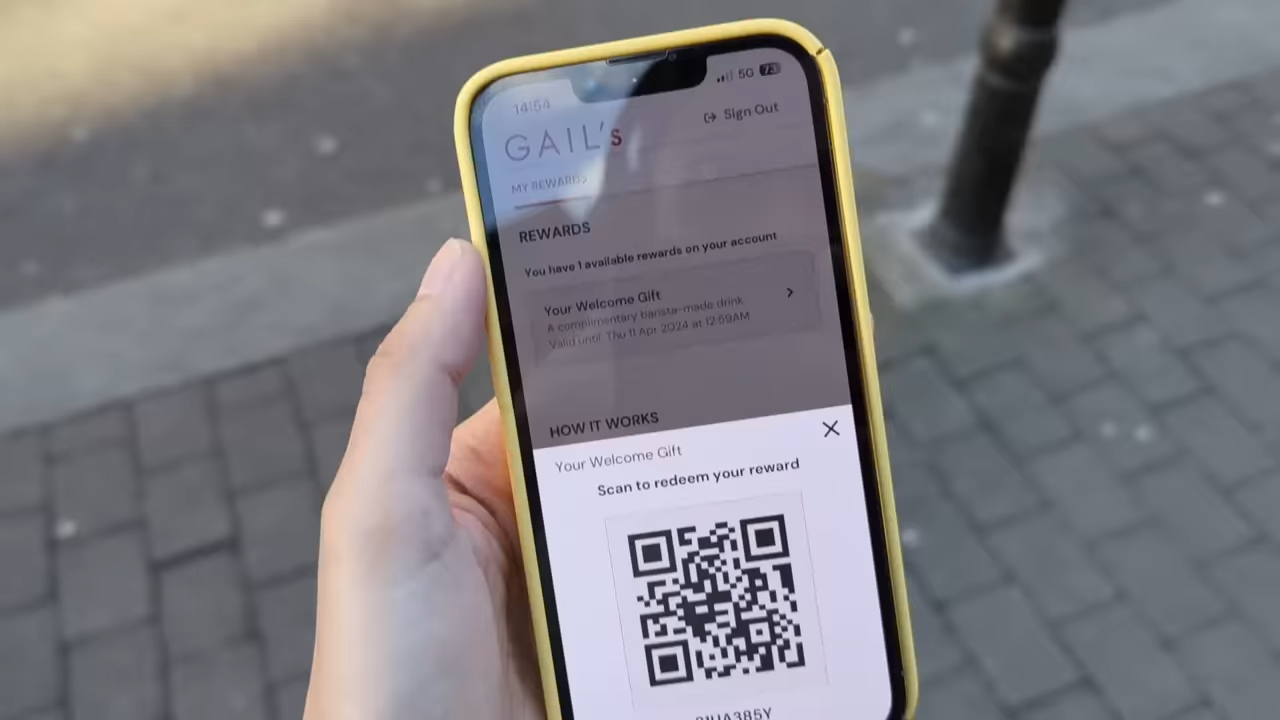 14:54
5G 73
GAIL's
Sign Out
MY REWARDS
REWARDS
You have 1 available rewards on your account
Your Welcome Gift
A complimentary barista-made drink
Valid until Thu 11 Apr 2024 at 12:59AM
HOW IT WORKS
Your Welcome Gift
Scan to redeem your reward